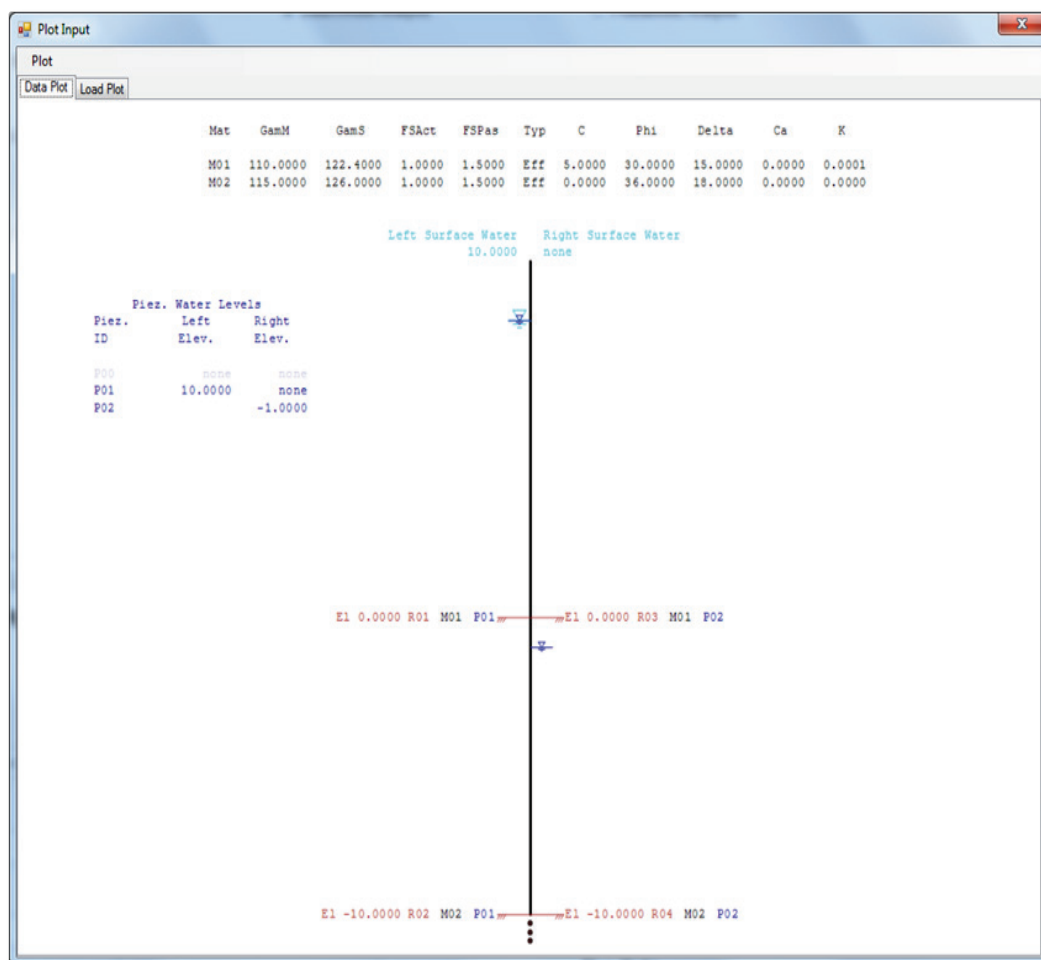 Plot Input
x
Plot
Data Plot Load Plot
Mat GamM GamS FSAct FSPas Typ C Phi Delta Ca K
M01 110.0000 122.4000 1.0000 1.5000 Eff 5.0000 30.0000 15.0000 0.0000 0.0001
M02 115.0000 126.0000 1.0000 1.5000 Eff 0.0000 36.0000 18.0000 0.0000 0.0000
Left Surface Water Right Surface Water
10.0000 none
Piez. Water Levels
Piez. Left Right
ID Elev. Elev.
P00 none none
P01 10.0000 none
P02 -1.0000
El 0.0000 R01 M01 P01 El 0.0000 R03 M01 P02
El -10.0000 R02 M02 P01 El -10.0000 R04 M02 P02